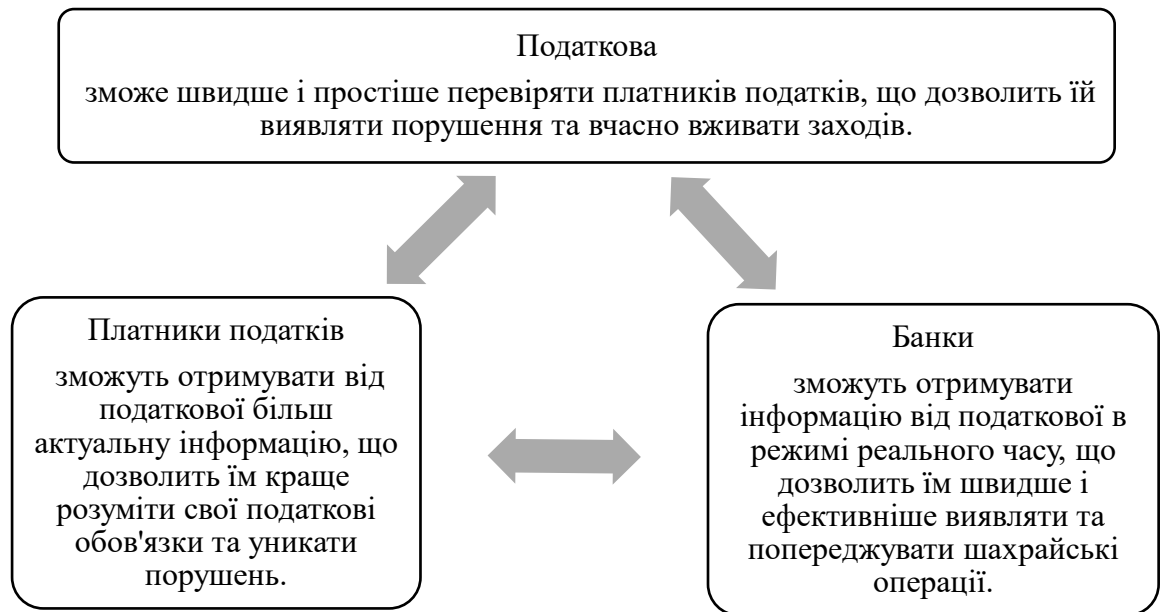 Податкова
зможе швидше і простіше перевіряти платників податків, що дозволить їй
виявляти порушення та вчасно вживати заходів.
Платники податків
зможуть отримувати від
податкової більш
актуальну інформацію, що
дозволить їм краще
розуміти свої податкові
обов'язки та уникати
порушень.
Банки
зможуть отримувати
інформацію від податкової в
режимі реального часу, що
дозволить їм швидше і
ефективніше виявляти та
попереджувати шахрайські
операції.